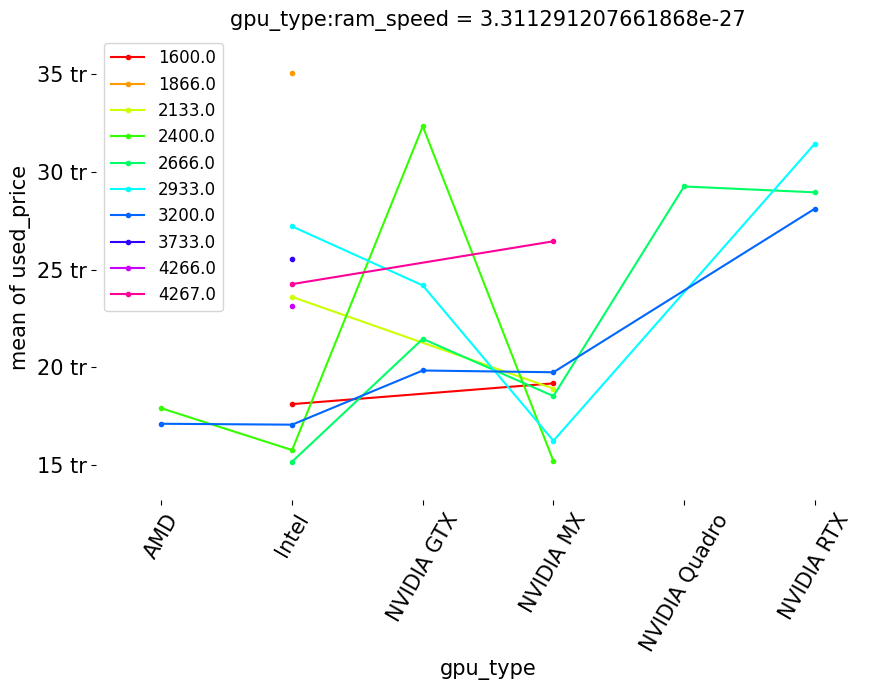 gpu_type:ram_speed = 3.311291207661868e-27
1600.0
1866.0
2133.0
2400.0
2666.0
2933.0
3200.0
3733.0
4266.0
4267.0
mean of used_price
35 tr
30 tr
25 tr
20 tr
15 tr
AMD
Intel
NVIDIA GTX
NVIDIA MX
NVIDIA Quadro
NVIDIA RTX
gpu_type